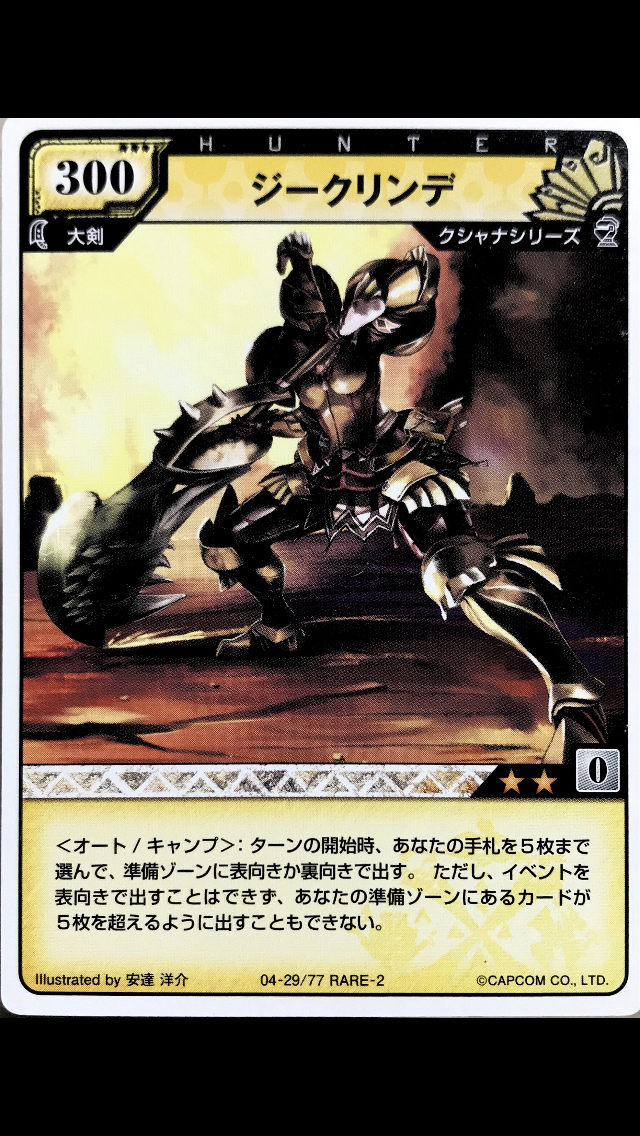 HUNTER
300
ジークリンデ
大剣
クシャナシリーズ
0
<オート / キャンプ>: ターンの開始時、あなたの手札を5枚まで
選んで、準備ゾーンに表向きか裏向きで出す。ただし、イベントを
表向きで出すことはできず、あなたの準備ゾーンにあるカードが
5枚を超えるように出すこともできない。
Illustrated by 安達 洋介
04-29/77 RARE-2
©CAPCOM CO., LTD.